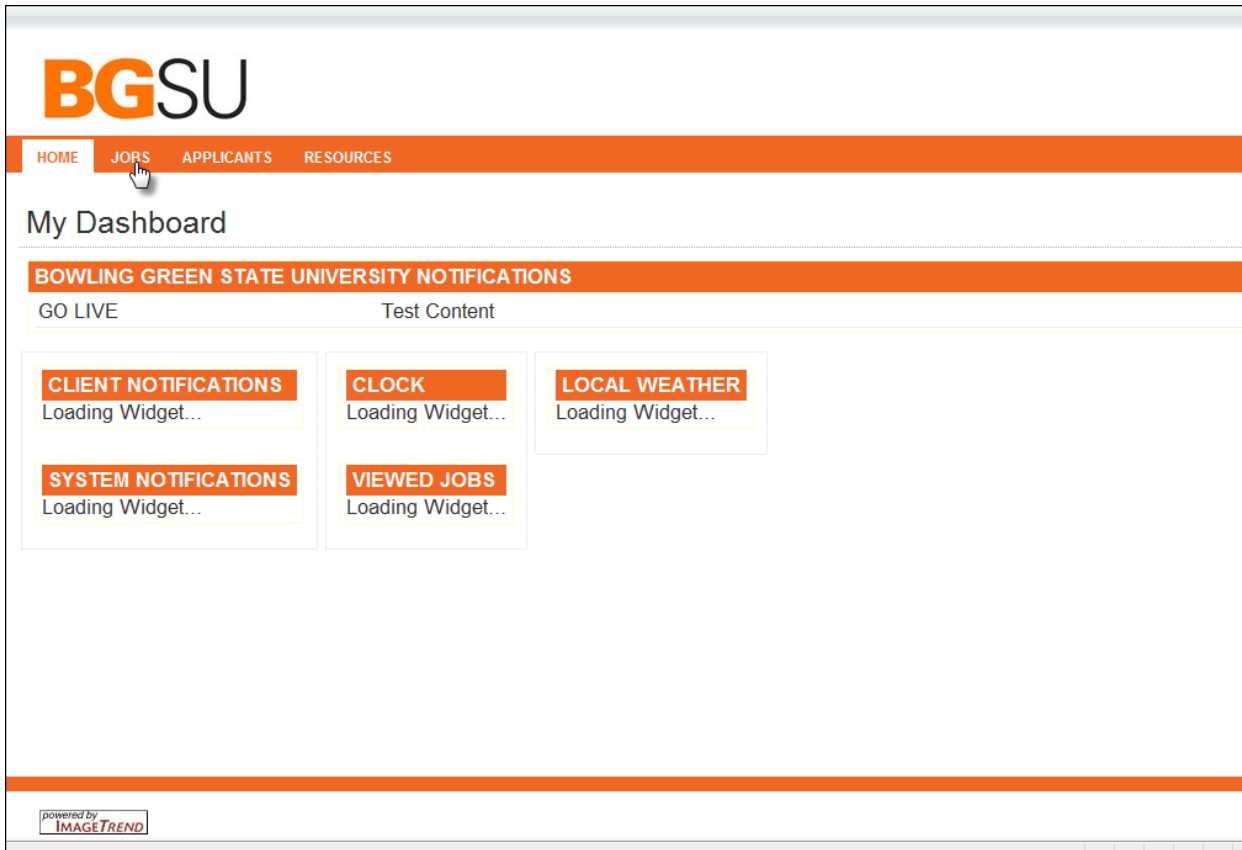 BGSU
HOME JOBS APPLICANTS RESOURCES
My Dashboard
BOWLING GREEN STATE UNIVERSITY NOTIFICATIONS
GO LIVE Test Content
CLIENT NOTIFICATIONS CLOCK LOCAL WEATHER
Loading Widget... Loading Widget... Loading Widget...
SYSTEM NOTIFICATIONS VIEWED JOBS
Loading Widget... Loading Widget...
powered by
IMAGETREND